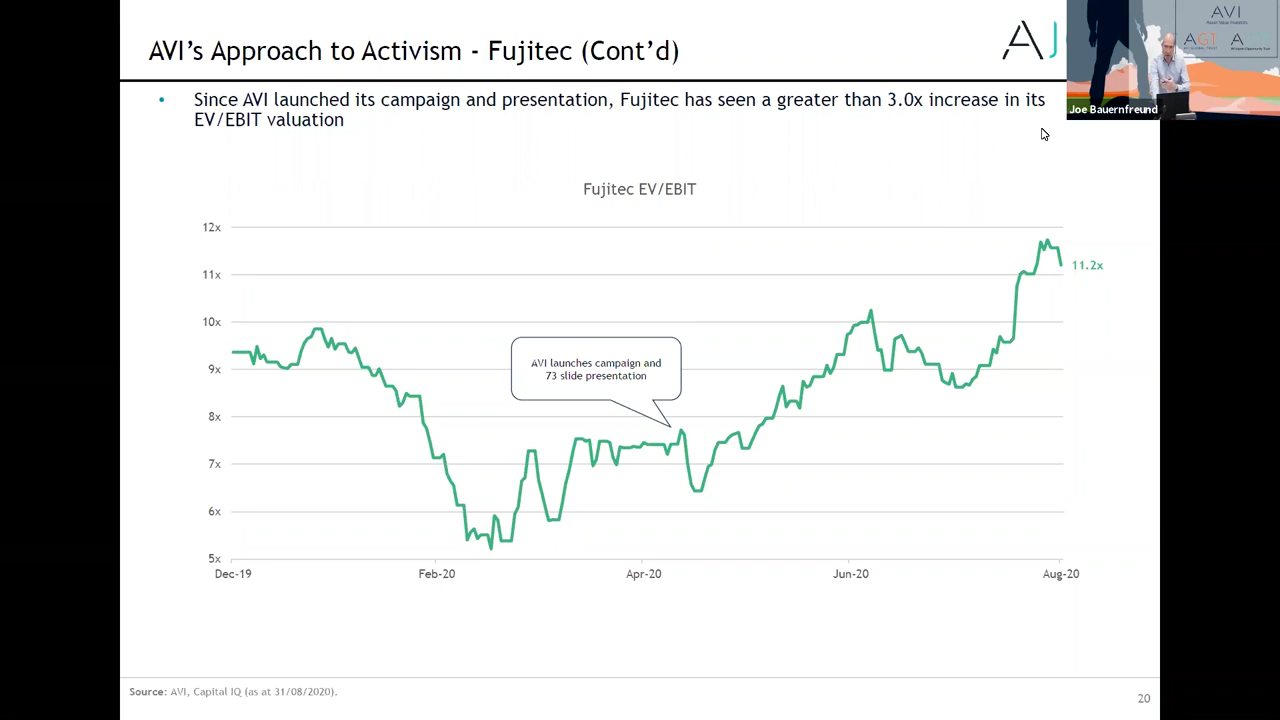 AVI's Approach to Activism - Fujitec (Cont'd)
AJ
AVI
Joe Bauernfreund
• Since AVI launched its campaign and presentation, Fujitec has seen a greater than 3.0x increase in its
EV/EBIT valuation
Fujitec EV/EBIT
12x
11x
10x
9x
8x
7x
6x
5x
11.2x
AVI launches campaign and
73 slide presentation
Dec-19
Feb-20
Apr-20
Jun-20
Aug-20
Source: AVI, Capital IQ (as at 31/08/2020).
20